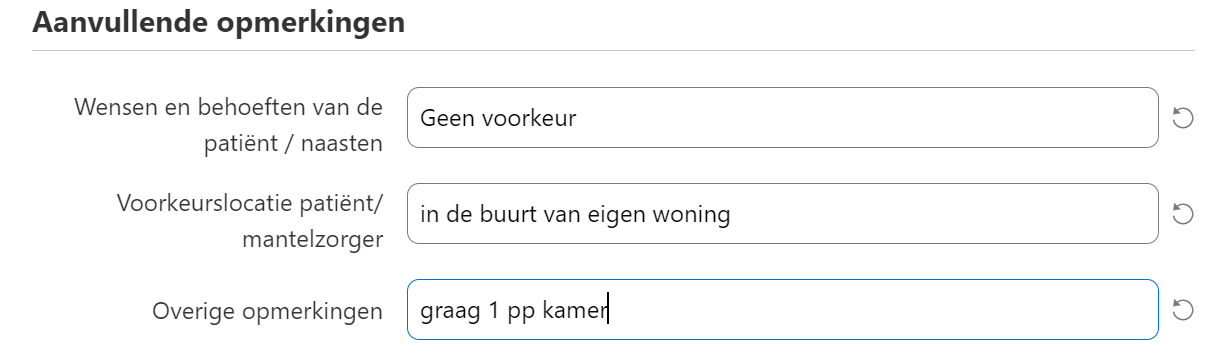 Aanvullende opmerkingen
Wensen en behoeften van de
patiënt / naasten
Geen voorkeur
Voorkeurslocatie patiënt/
mantelzorger
in de buurt van eigen woning
Overige opmerkingen
graag 1 pp kamer